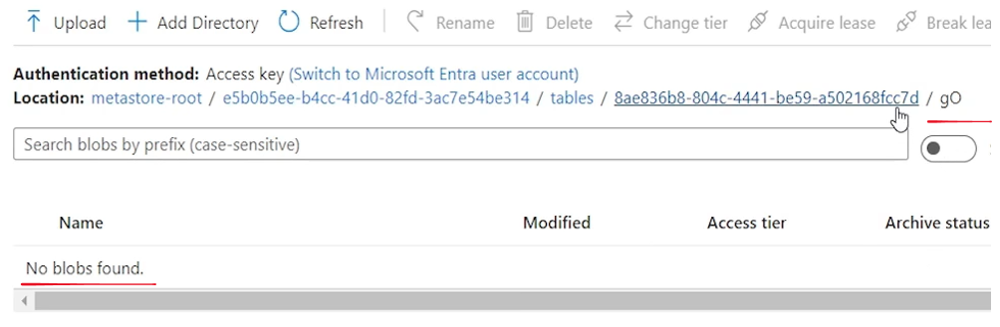 Upload Add Directory Refresh Rename Delete Change tier Acquire lease Break lea
Authentication method: Access key (Switch to Microsoft Entra user account)
Location: metastore-root / e5b0b5ee-b4cc-41d0-82fd-3ac7e54be314 / tables / 8ae836b8-804c-4441-be59-a502168fcc7d / gO
Search blobs by prefix (case-sensitive)
Name Modified Access tier Archive status
No blobs found.